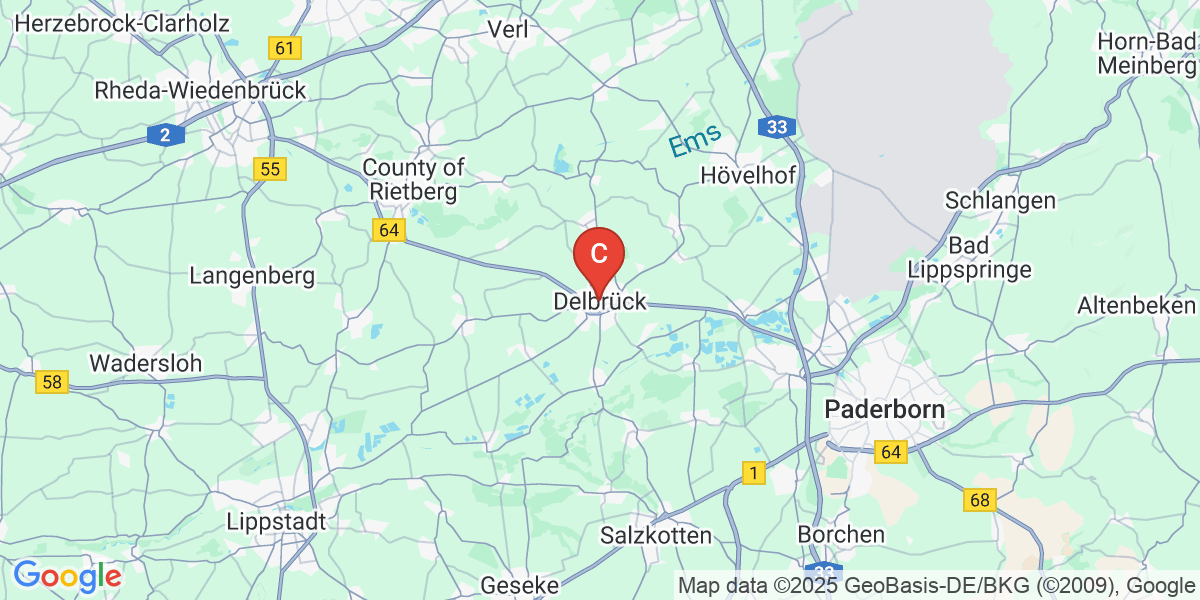 Herzebrock-Clarholz
Verl
61
Horn-Bad
Meinberg
Rheda-Wiedenbrück
2
33
Ems
55
County of
Rietberg
Hövelhof
Schlangen
64
Bad
Lippspringe
C
Langenberg
Delbrück
Altenbeken
Wadersloh
58
Paderborn
64
1
68
Lippstadt
Salzkotten
Borchen
33
Geseke
Google
Map data ©2025 GeoBasis-DE/BKG (©2009), Google